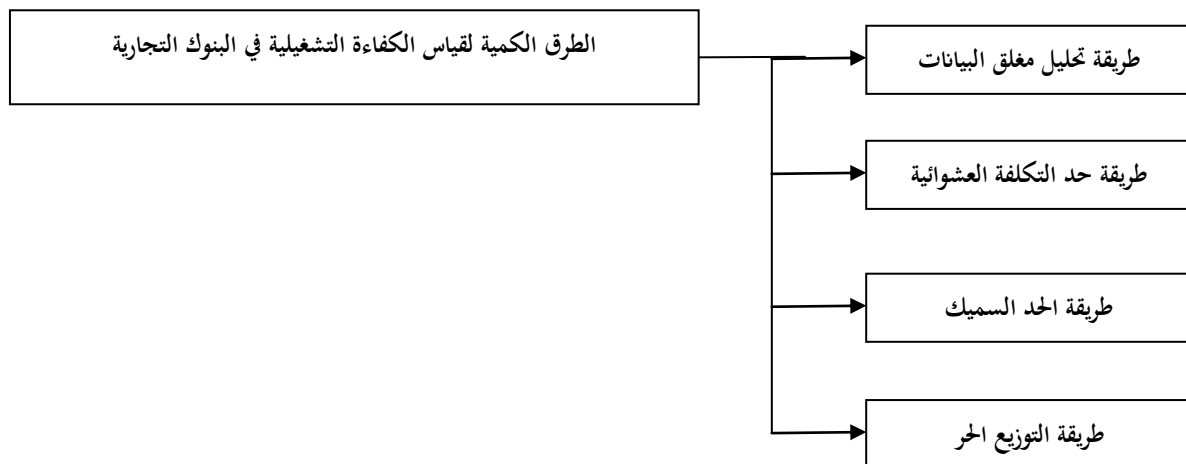 الطرق الكمية لقياس الكفاءة التشغيلية في البنوك التجارية
طريقة تحليل مغلق البيانات
طريقة حد التكلفة العشوائية
طريقة الحد السميك
طريقة التوزيع الحر